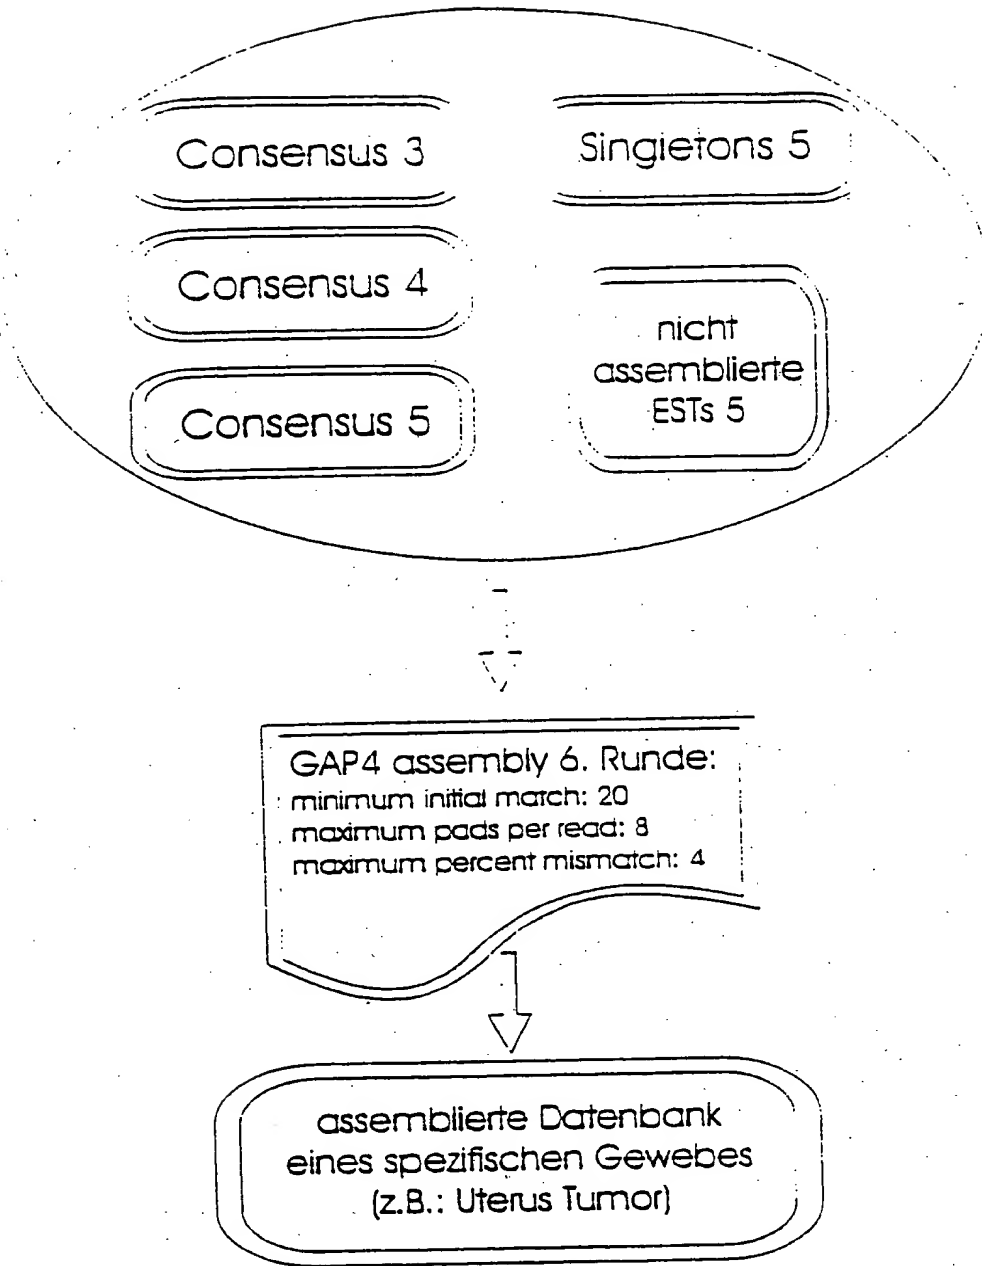 Consensus 3
Singletons 5
Consensus 4
nicht
assemblierte
ESTs 5
Consensus 5
GAP4 assembly 6. Runde:
minimum initial match: 20
maximum pads per read: 8
maximum percent mismatch: 4
assemblierte Datenbank
eines spezifischen Gewebes
(z.B.: Uterus Tumor)